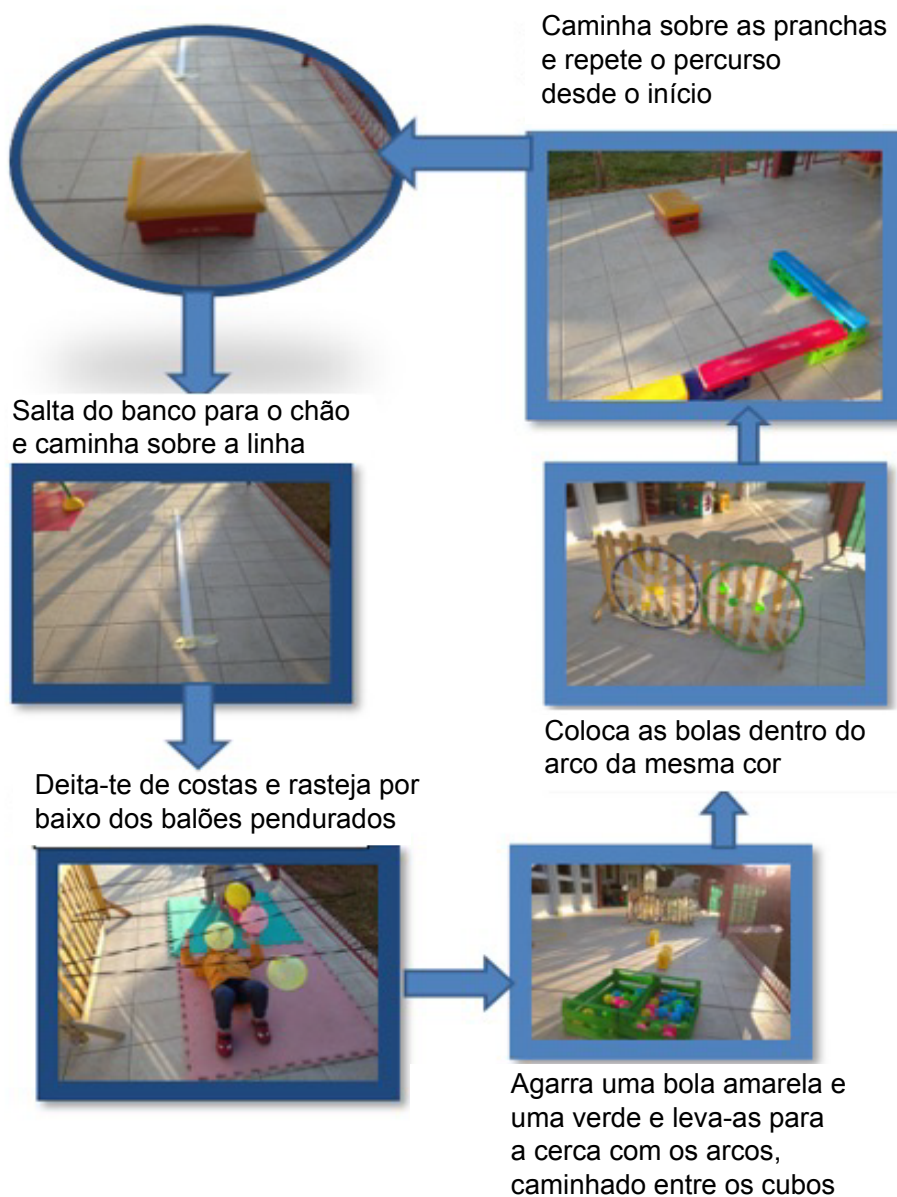 Caminha sobre as pranchas
e repete o percurso
desde o início
Salta do banco para o chão
e caminha sobre a linha
Deita-te de costas e rasteja por
baixo dos balões pendurados
Agarra uma bola amarela e
uma verde e leva-as para
a cerca com os arcos,
caminhado entre os cubos
Coloca as bolas dentro do
arco da mesma cor